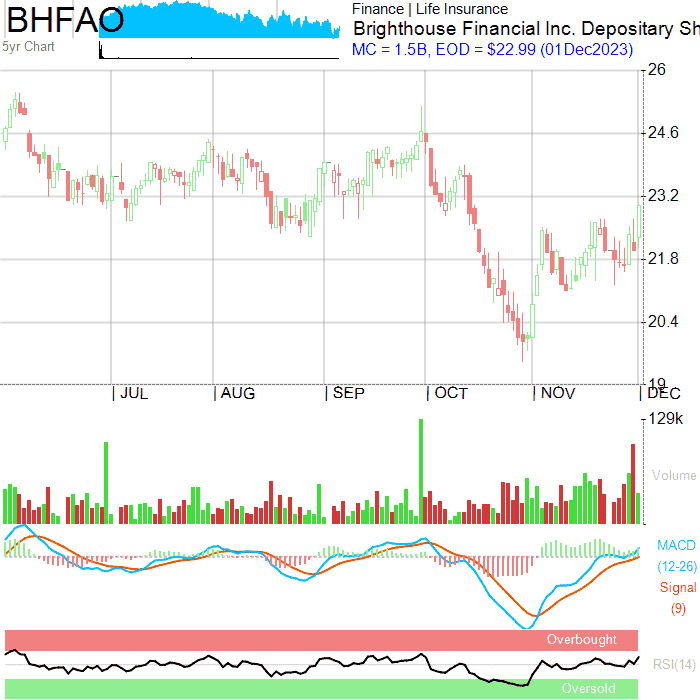 BHFAO
5yr Chart
Finance | Life Insurance
Brighthouse Financial Inc. Depositary Sh
MC = 1.5B, EOD = $22.99 (01Dec2023)
26
24.6
23.2
21.8
20.4
19
JUL AUG SEP OCT NOV DEC
129k
Volume
MACD
(12-26)
Signal
(9)
Overbought
RSI(14)
Oversold